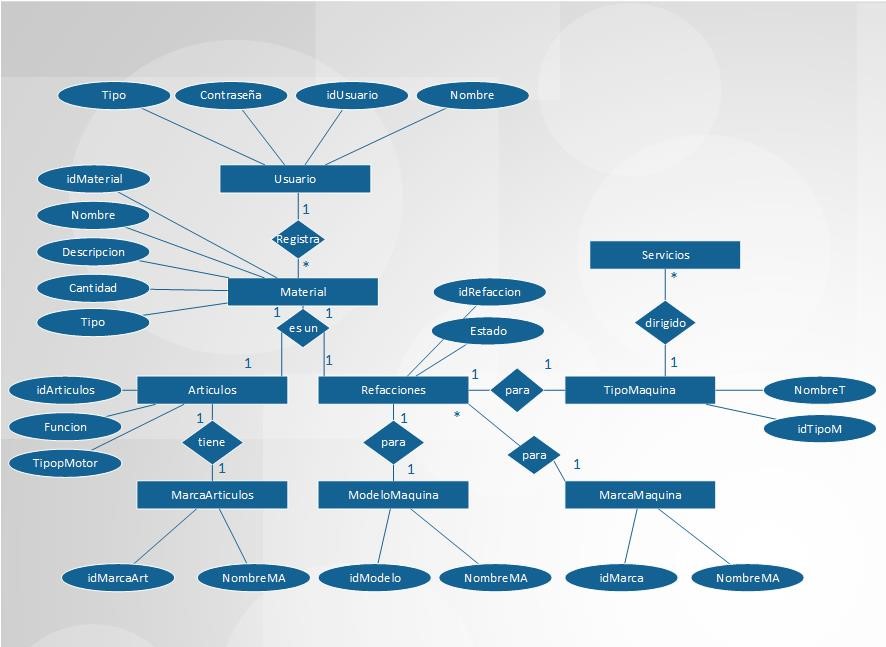 Tipo
Contraseña
idUsuario
Nombre
Usuario
1
Registra
*
idMaterial
Nombre
Descripcion
Cantidad
Tipo
Material
1
1
es un
1
1
idRefaccion
Estado
Servicios
*
dirigido
1
idArticulos
Funcion
TipopMotor
Articulos
Refacciones
1
para
1
TipoMaquina
NombreT
idTipoM
1
tiene
1
1
para
1
*
para
1
MarcaArticulos
ModeloMaquina
MarcaMaquina
idMarcaArt
NombreMA
idModelo
NombreMA
idMarca
NombreMA